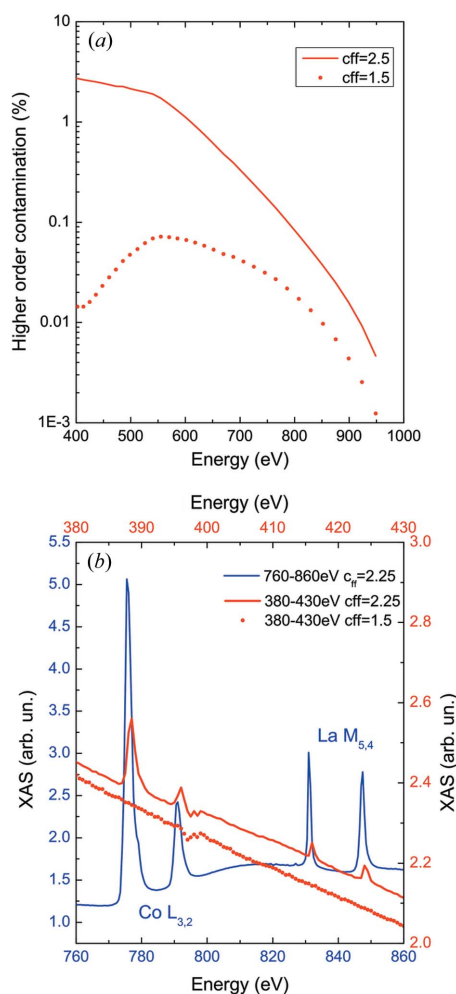 (a)
cff=2.5
cff=1.5
10
1
0.1
0.01
1E-3
Higher order contamination (%)
400 500 600 700 800 900 1000
Energy (eV)
Energy (eV)
380 390 400 410 420 430
(b)
760-860eV c_ff=2.25
380-430eV cff=2.25
380-430eV cff=1.5
5.5
5.0
4.5
4.0
3.5
3.0
2.5
2.0
1.5
1.0
XAS (arb. un.)
3.0
2.8
2.6
2.4
2.2
2.0
XAS (arb. un.)
La M5,4
Co L3,2
760 780 800 820 840 860
Energy (eV)